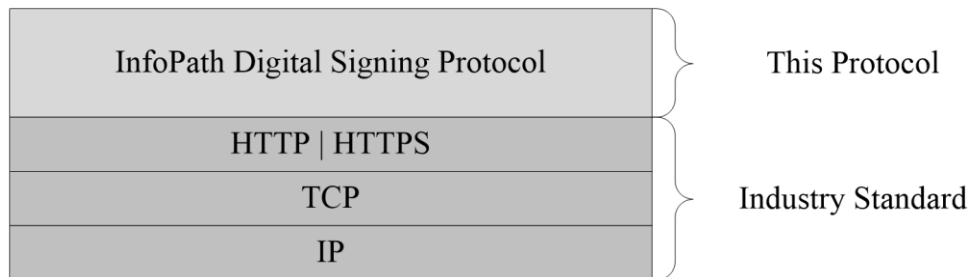 InfoPath Digital Signing Protocol
This Protocol
HTTP | HTTPS
TCP
Industry Standard
IP